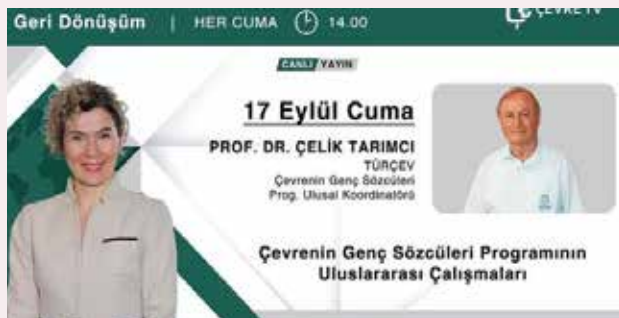 Geri Dönüşüm | HER CUMA 14.00
ÇEVRE TV
CANLI YAYIN
17 Eylül Cuma
PROF. DR. ÇELİK TARIMCI
TÜRÇEV
Çevrenin Genç Sözcüleri
Prog. Ulusal Koordinatörü
Çevrenin Genç Sözcüleri Programının
Uluslararası Çalışmaları